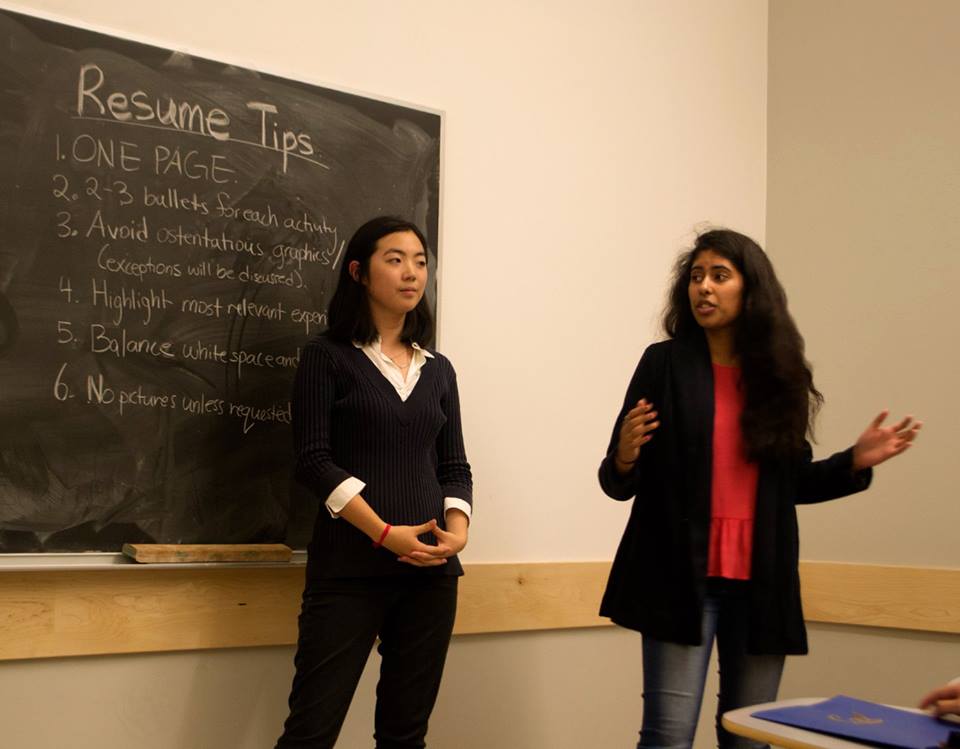 Resume Tips
1. ONE PAGE.
2. 2-3 bullets for each activity
3. Avoid ostentatious graphics/
(exceptions will be discussed).
4. Highlight most relevant
5. Balance white space and
6. No pictures unless requested